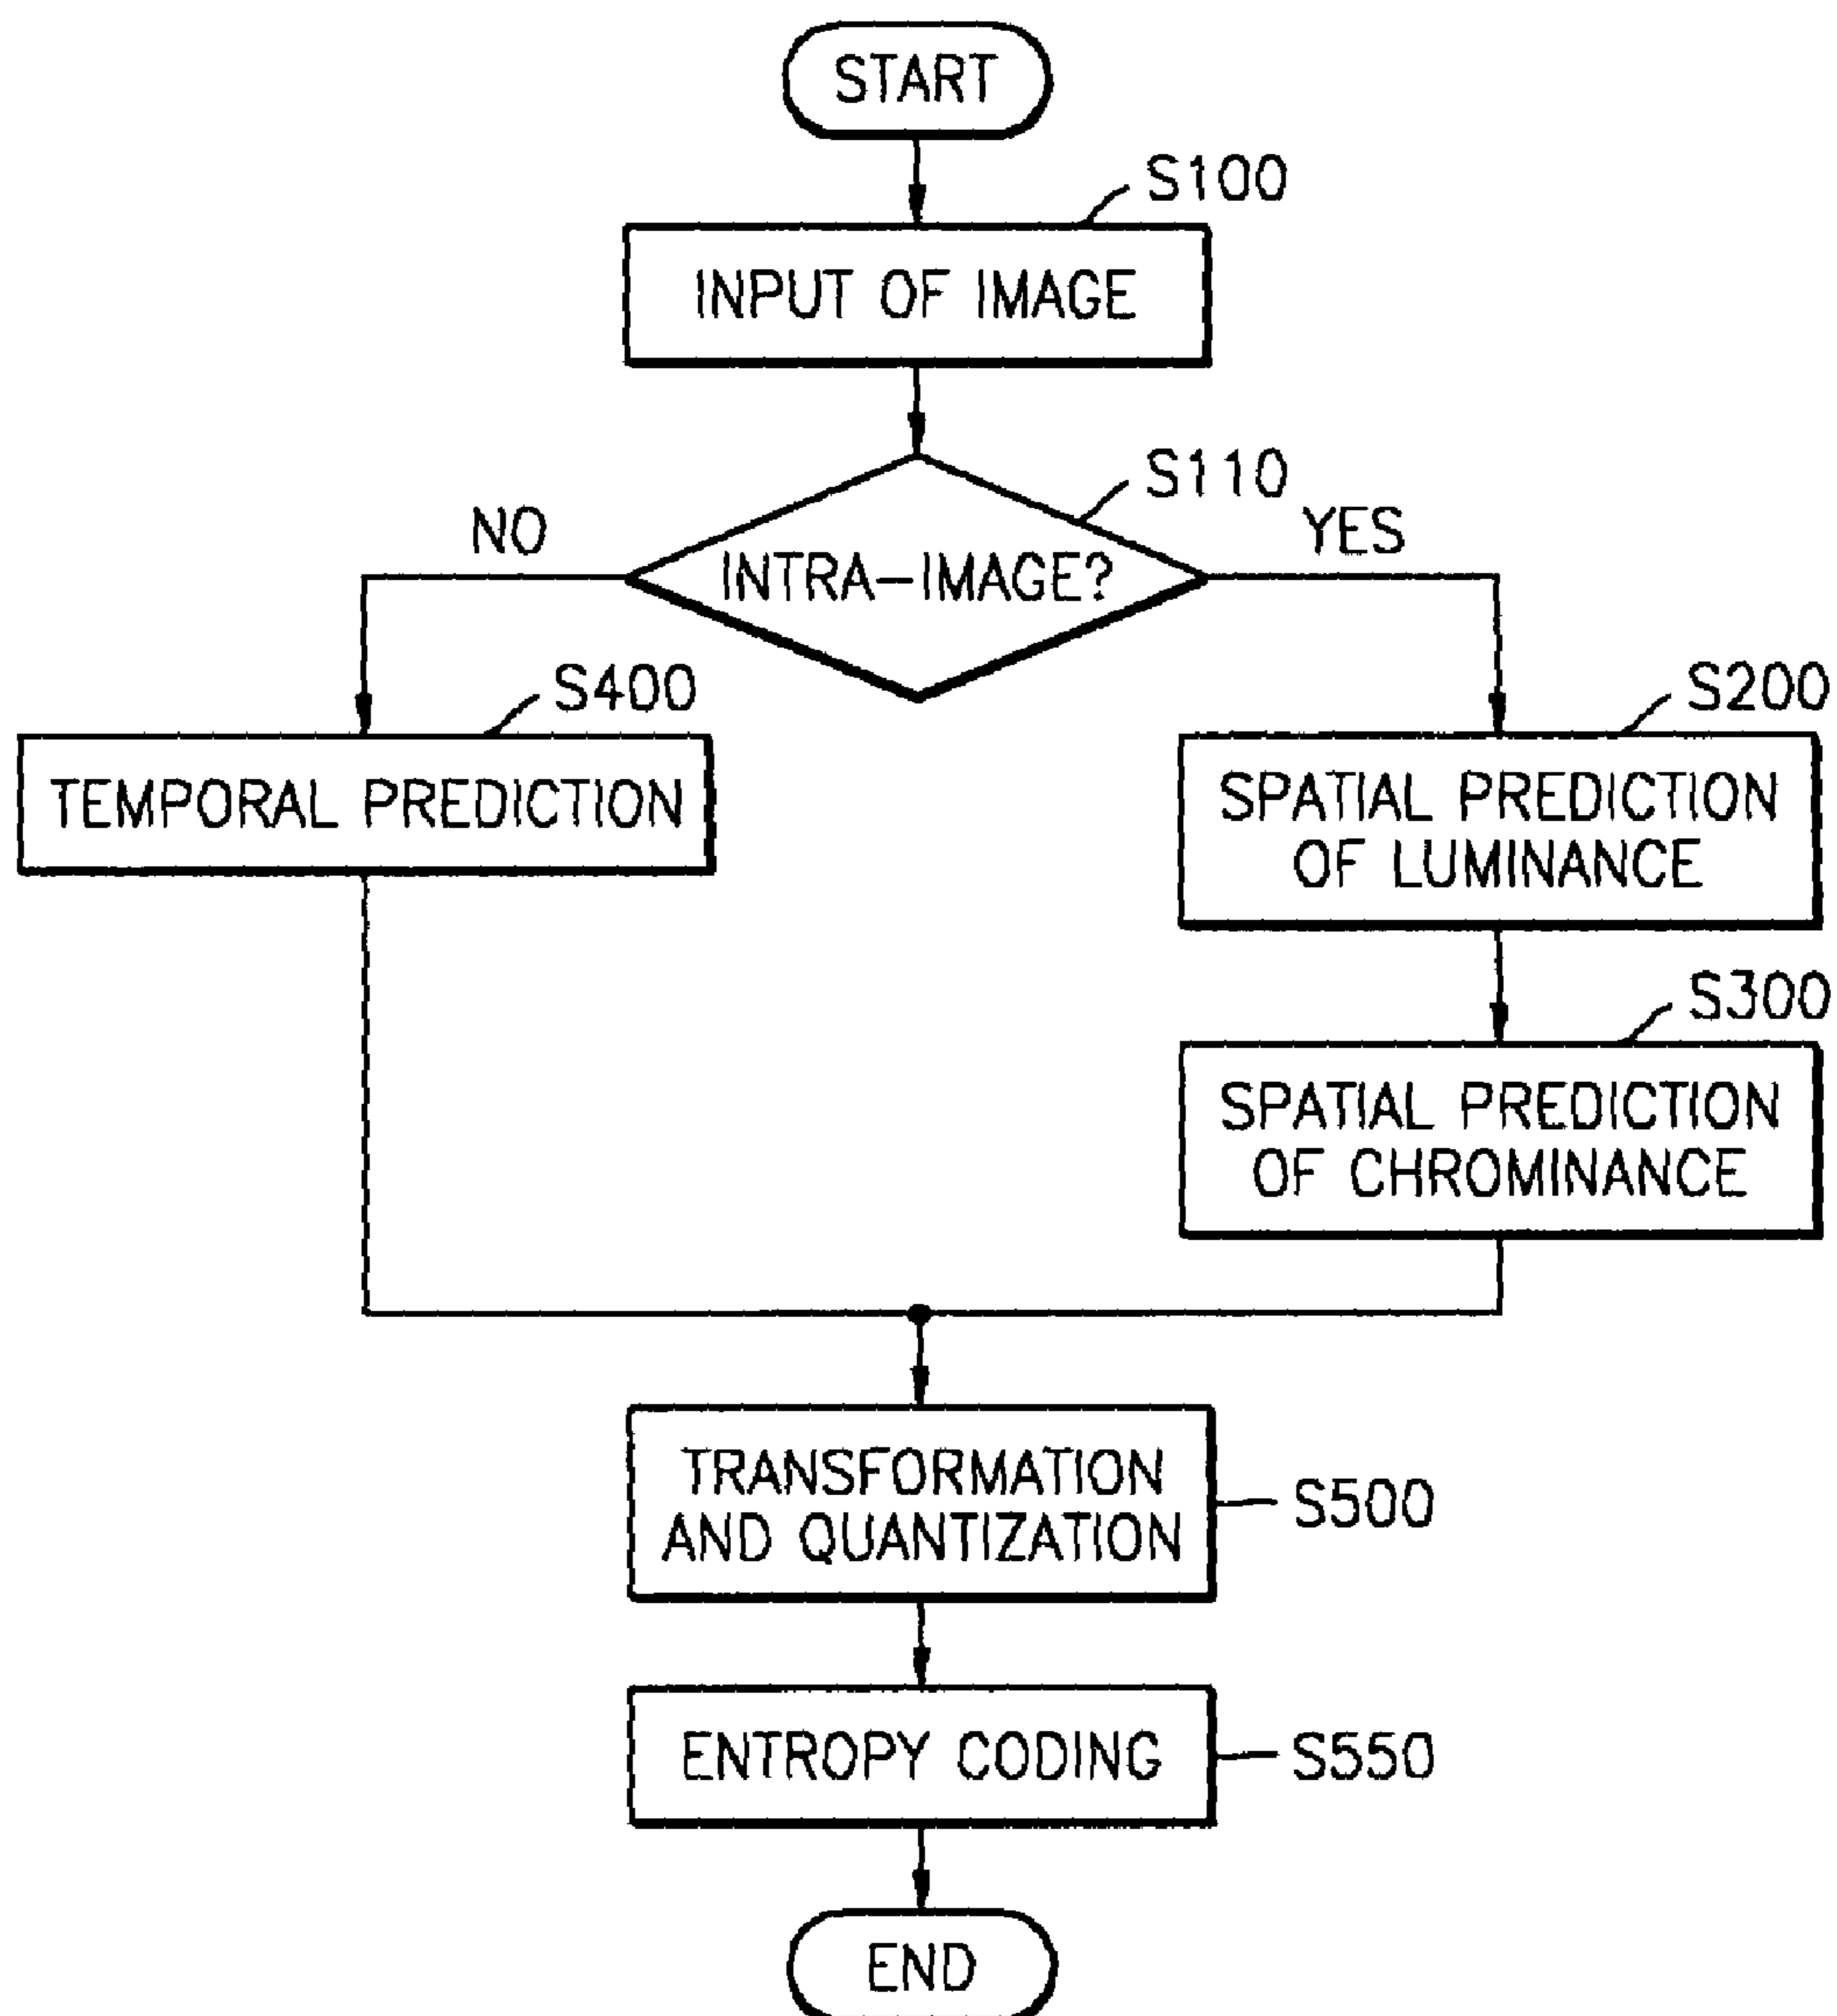 START
S100
INPUT OF IMAGE
S110
NO
YES
INTRA-IMAGE?
S400
S200
TEMPORAL PREDICTION
SPATIAL PREDICTION
OF LUMINANCE
S300
SPATIAL PREDICTION
OF CHROMINANCE
TRANSFORMATION
AND QUANTIZATION
S500
ENTROPY CODING
S550
END